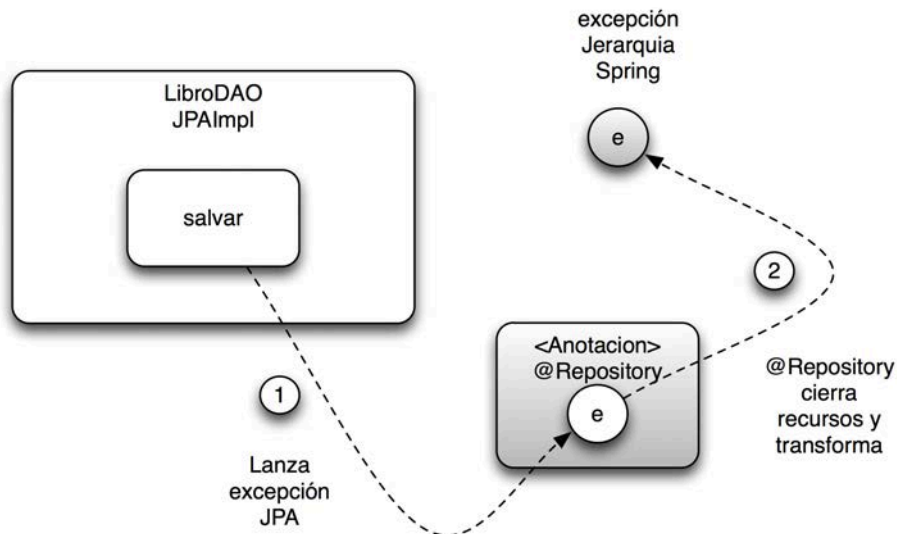 LibroDAO
JPAImpl
salvar
1
Lanza
excepción
JPA
excepción
Jerarquia
Spring
e
2
<Anotacion>
@Repository
e
@Repository
cierra
recursos y
transforma